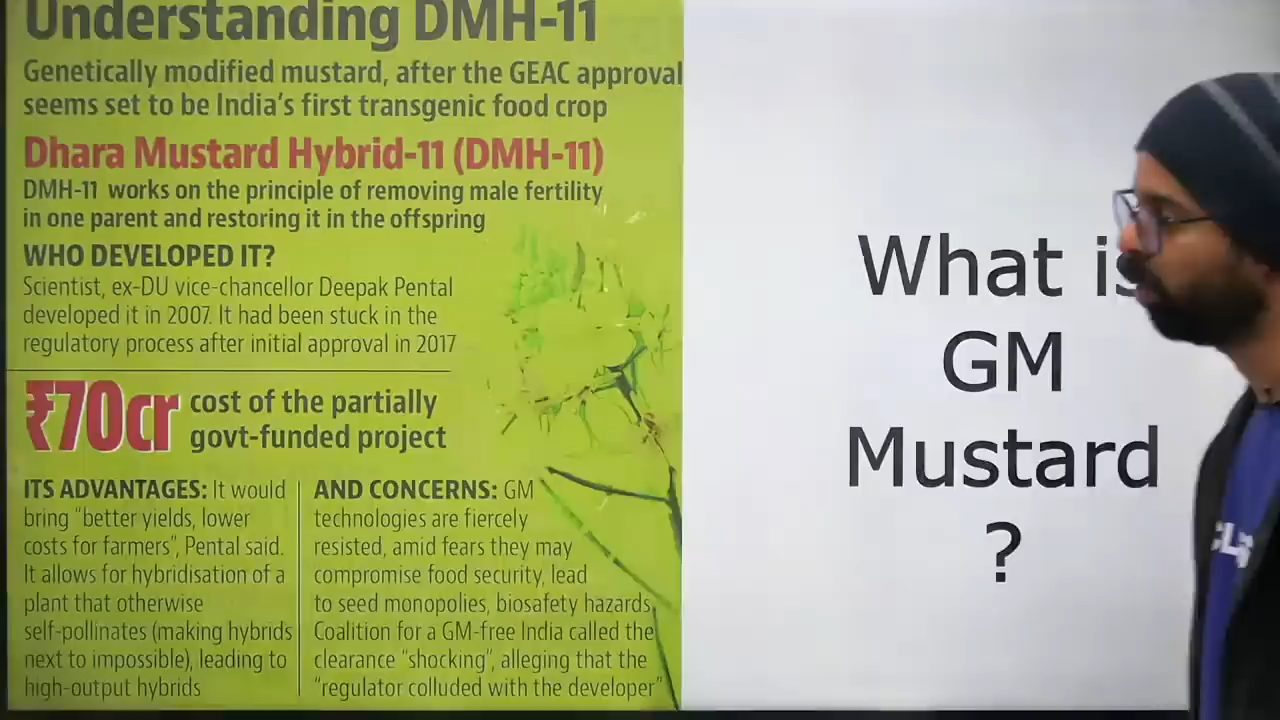 Understanding DMH-11
Genetically modified mustard, after the GEAC approval
seems set to be India's first transgenic food crop
Dhara Mustard Hybrid-11 (DMH-11)
DMH-11 works on the principle of removing male fertility
in one parent and restoring it in the offspring
WHO DEVELOPED IT?
Scientist, ex-DU vice-chancellor Deepak Pental
developed it in 2007. It had been stuck in the
regulatory process after initial approval in 2017
₹70cr cost of the partially
govt-funded project
ITS ADVANTAGES: It would
bring "better yields, lower
costs for farmers", Pental said.
It allows for hybridisation of a
plant that otherwise
self-pollinates (making hybrids
next to impossible), leading to
high-output hybrids
AND CONCERNS: GM
technologies are fiercely
resisted, amid fears they may
compromise food security, lead
to seed monopolies, biosafety hazards.
Coalition for a GM-free India called the
clearance "shocking", alleging that the
"regulator colluded with the developer"
What is
GM
Mustard
?